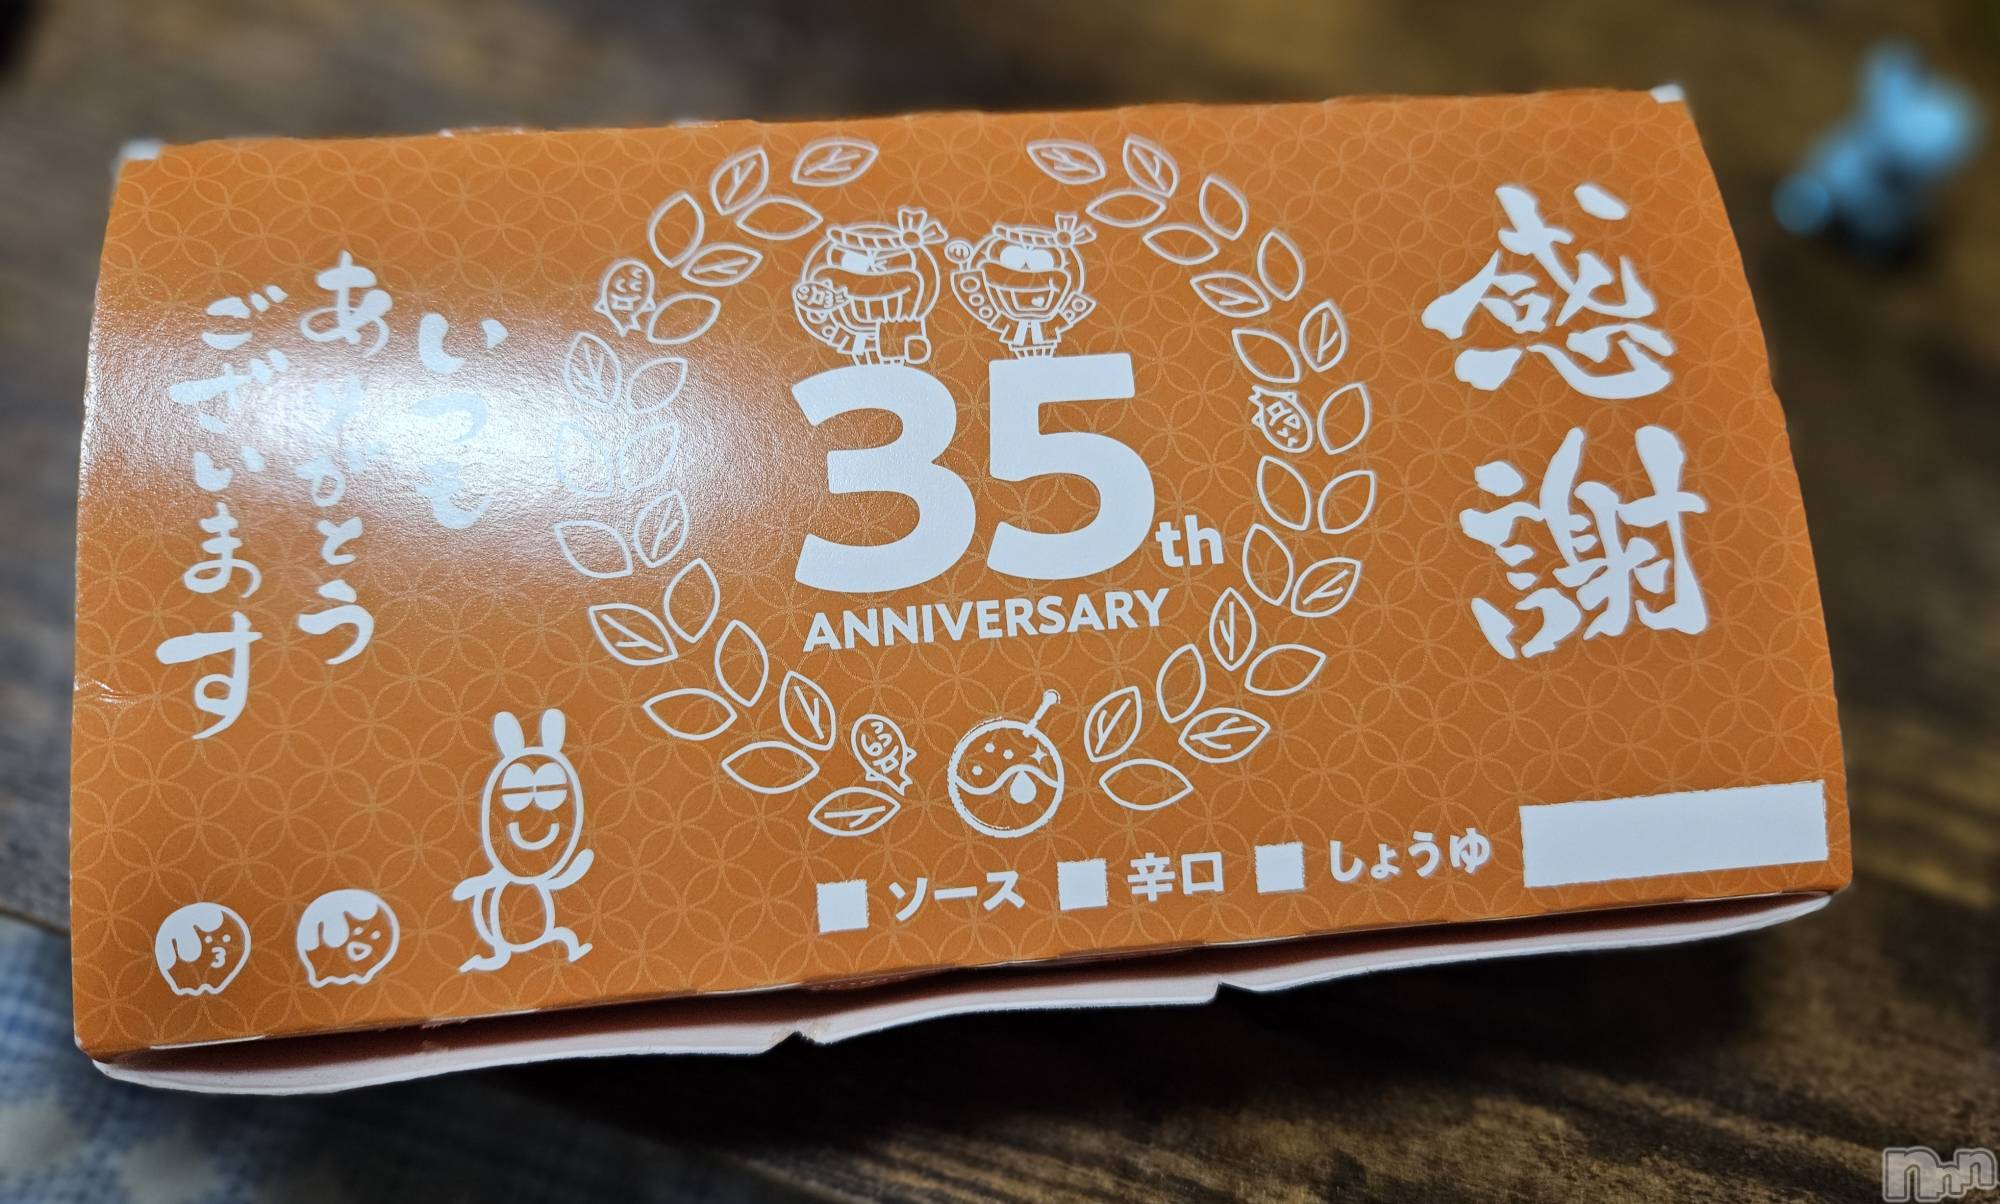 感謝
いつも
ありがとう
ございます
35th
ANNIVERSARY
ソース 辛口 しょうゆ